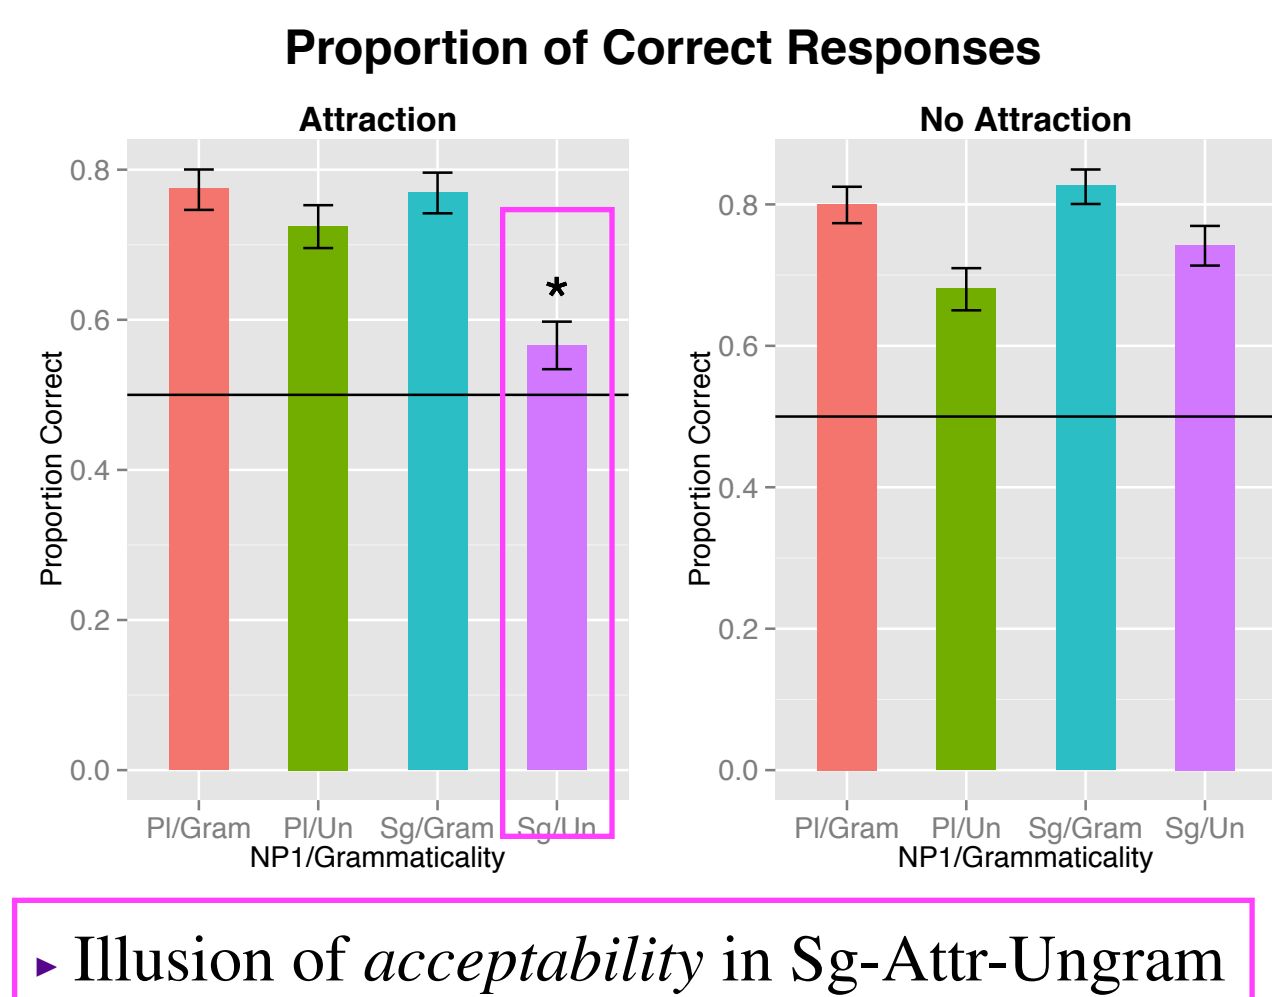 Proportion of Correct Responses
Attraction
No Attraction
Proportion Correct
0.8
0.6
0.4
0.2
0.0
Pl/Gram Pl/Un Sg/Gram Sg/Un
NP1/Grammaticality
*
Proportion Correct
0.8
0.6
0.4
0.2
0.0
Pl/Gram Pl/Un Sg/Gram Sg/Un
NP1/Grammaticality
▸ Illusion of acceptability in Sg-Attr-Ungram